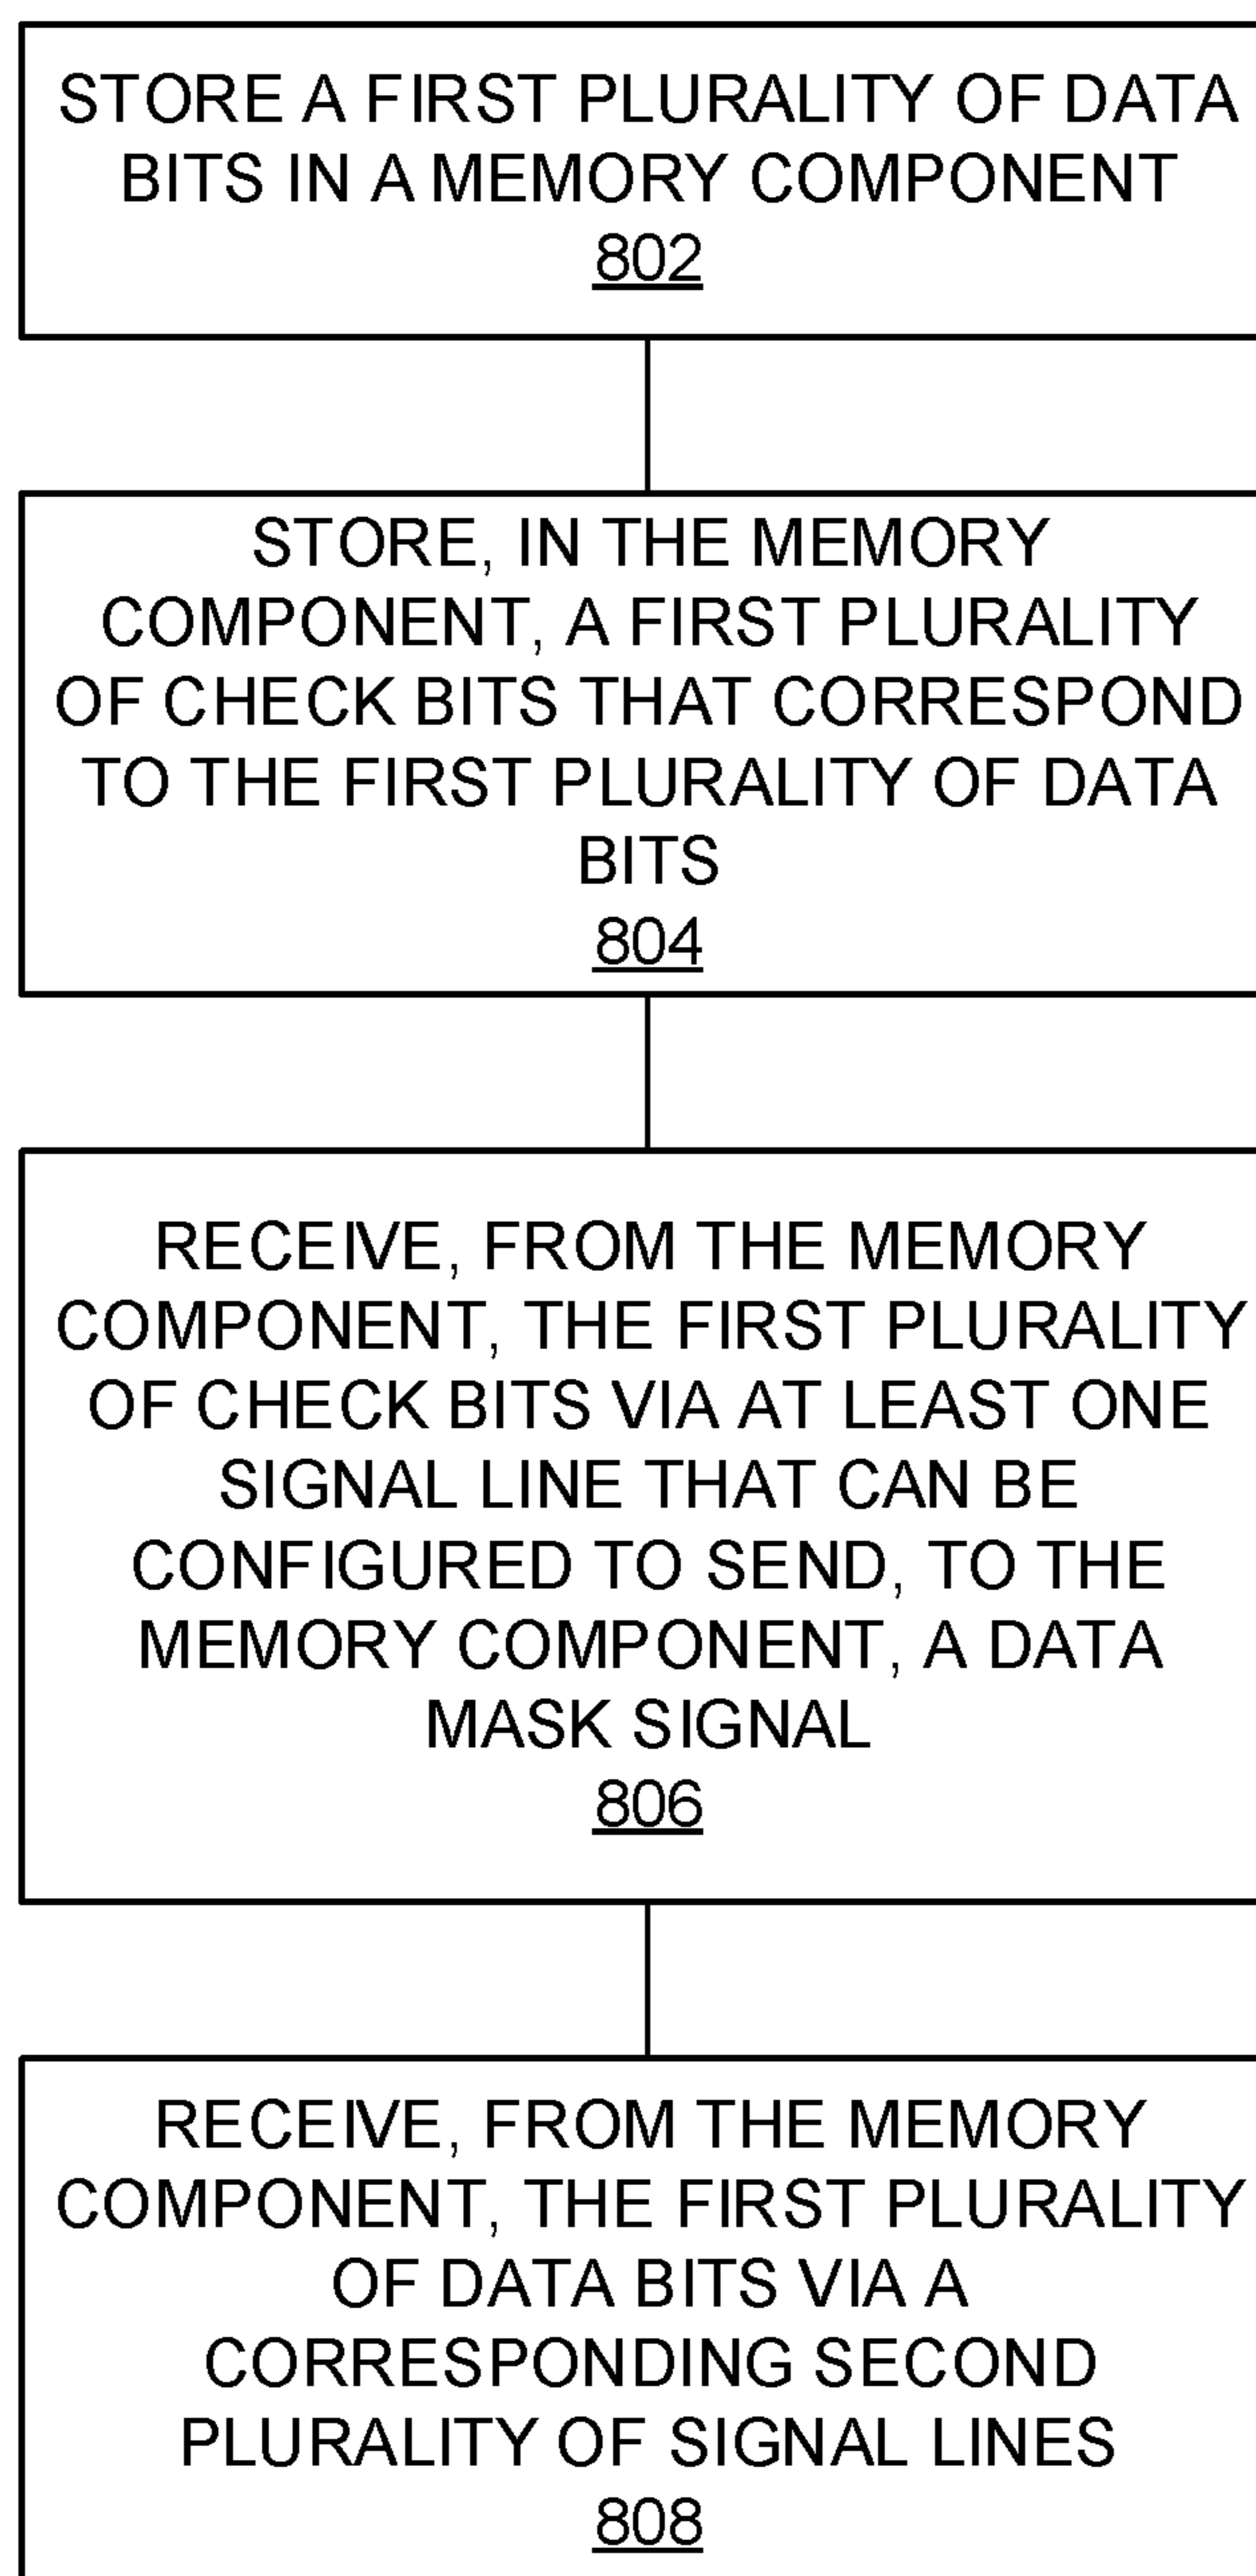 STORE A FIRST PLURALITY OF DATA
BITS IN A MEMORY COMPONENT
802
STORE, IN THE MEMORY
COMPONENT, A FIRST PLURALITY
OF CHECK BITS THAT CORRESPOND
TO THE FIRST PLURALITY OF DATA
BITS
804
RECEIVE, FROM THE MEMORY
COMPONENT, THE FIRST PLURALITY
OF CHECK BITS VIA AT LEAST ONE
SIGNAL LINE THAT CAN BE
CONFIGURED TO SEND, TO THE
MEMORY COMPONENT, A DATA
MASK SIGNAL
806
RECEIVE, FROM THE MEMORY
COMPONENT, THE FIRST PLURALITY
OF DATA BITS VIA A
CORRESPONDING SECOND
PLURALITY OF SIGNAL LINES
808